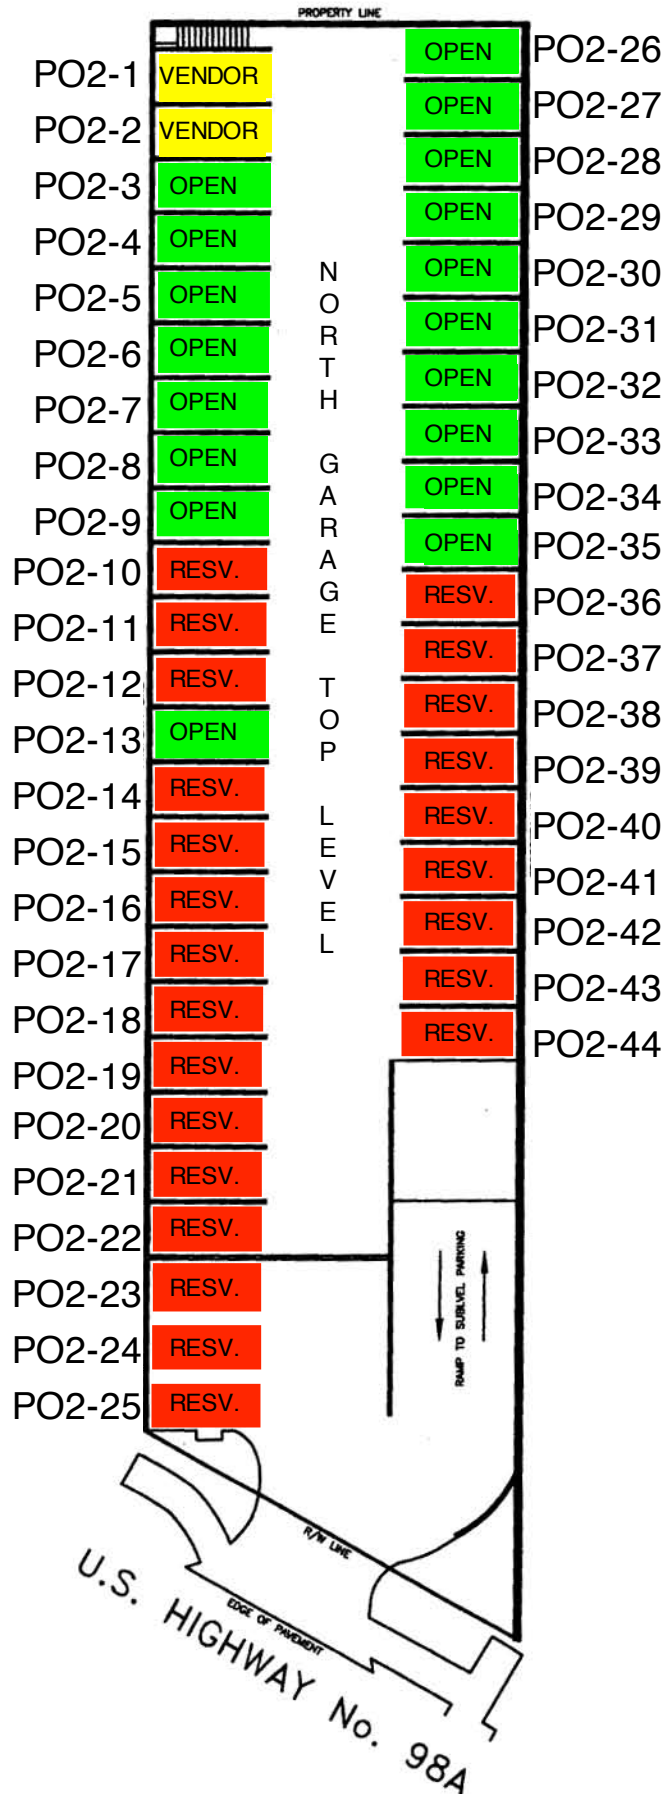 PROPERTY LINE
PO2-1 VENDOR
PO2-2 VENDOR
PO2-3 OPEN
PO2-4 OPEN
PO2-5 OPEN
PO2-6 OPEN
PO2-7 OPEN
PO2-8 OPEN
PO2-9 OPEN
PO2-10 RESV.
PO2-11 RESV.
PO2-12 RESV.
PO2-13 OPEN
PO2-14 RESV.
PO2-15 RESV.
PO2-16 RESV.
PO2-17 RESV.
PO2-18 RESV.
PO2-19 RESV.
PO2-20 RESV.
PO2-21 RESV.
PO2-22 RESV.
PO2-23 RESV.
PO2-24 RESV.
PO2-25 RESV.
NORTH GARAGE TOP LEVEL
OPEN PO2-26
OPEN PO2-27
OPEN PO2-28
OPEN PO2-29
OPEN PO2-30
OPEN PO2-31
OPEN PO2-32
OPEN PO2-33
OPEN PO2-34
OPEN PO2-35
RESV. PO2-36
RESV. PO2-37
RESV. PO2-38
RESV. PO2-39
RESV. PO2-40
RESV. PO2-41
RESV. PO2-42
RESV. PO2-43
RESV. PO2-44
RAMP TO SUBLVEL PARKING
R/W LINE
EDGE OF PAVEMENT
U.S. HIGHWAY No. 98A